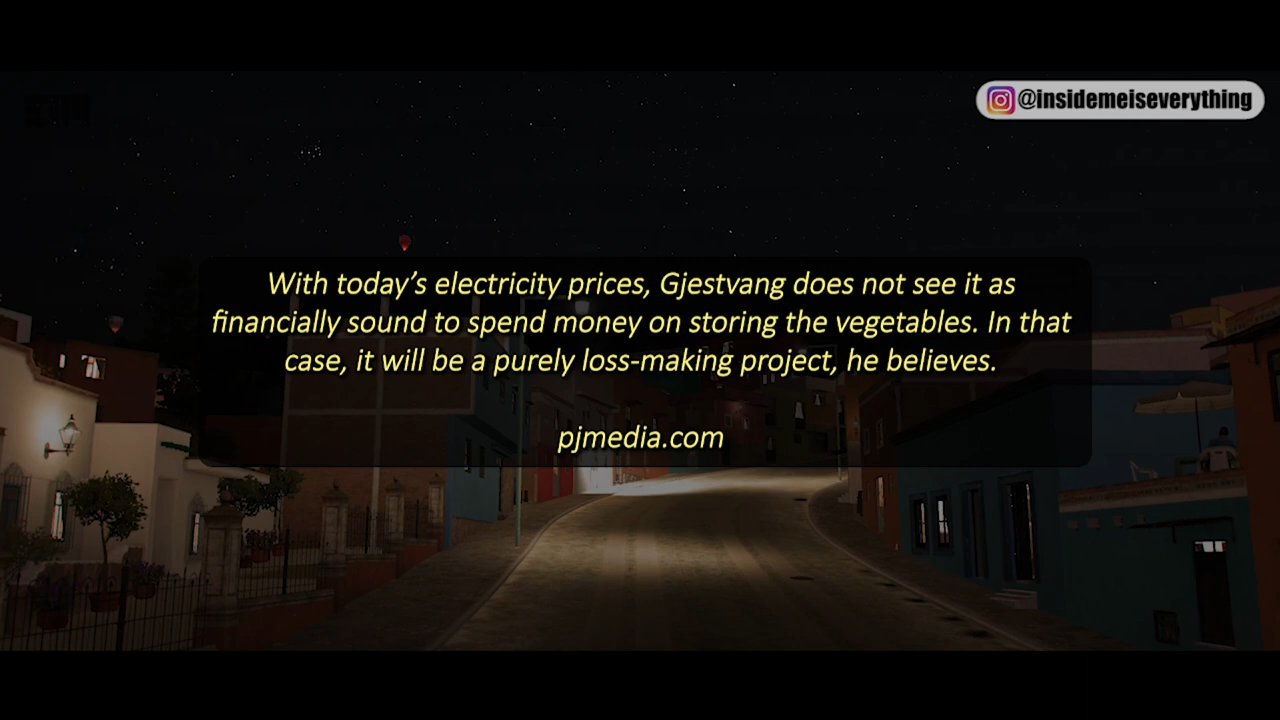 @insidemeiseverything
With today's electricity prices, Gjestvang does not see it as
financially sound to spend money on storing the vegetables. In that
case, it will be a purely loss-making project, he believes.
pjmedia.com